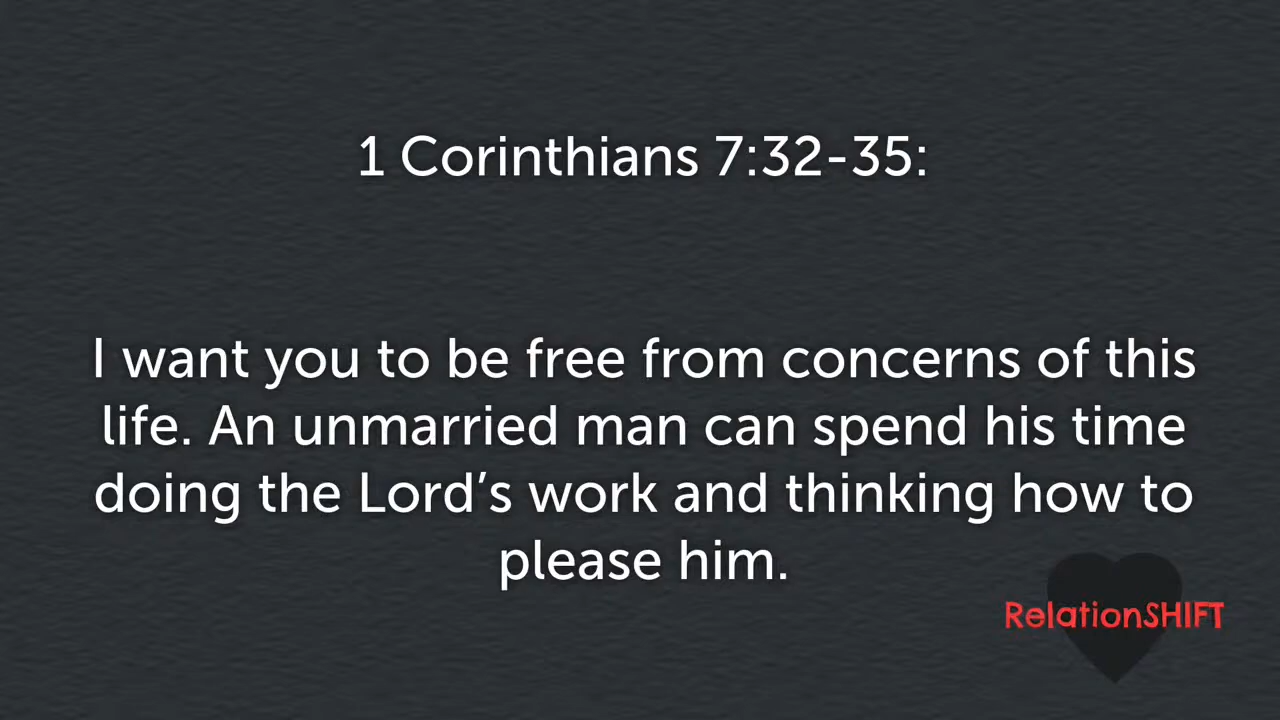 1 Corinthians 7:32-35:
I want you to be free from concerns of this
life. An unmarried man can spend his time
doing the Lord’s work and thinking how to
please him.
RelationSHIFT